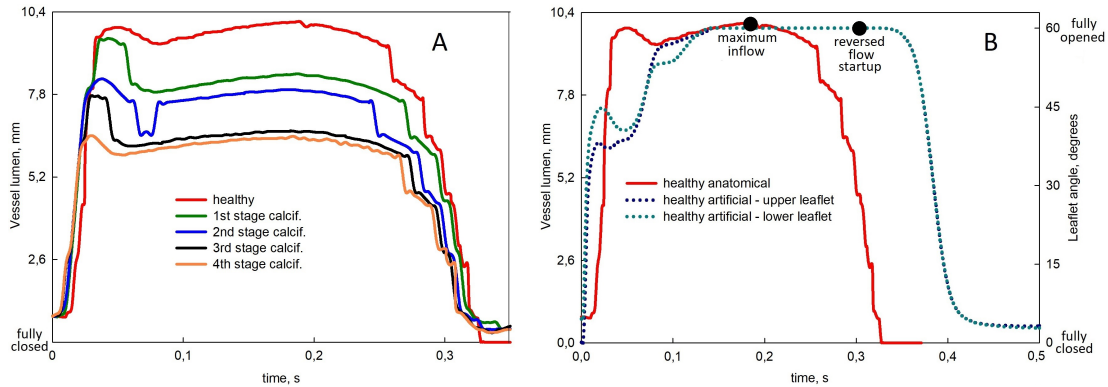 10,4
7,8
5,2
2,6
fully
closed
Vessel lumen, mm
0
0,1
0,2
0,3
time, s
A
healthy
1st stage calcif.
2nd stage calcif.
3rd stage calcif.
4th stage calcif.
10,4
7,8
5,2
2,6
0,0
Vessel lumen, mm
0,0
0,1
0,2
0,3
0,4
0,5
time, s
B
maximum
inflow
reversed
flow
startup
healthy anatomical
healthy artificial - upper leaflet
healthy artificial - lower leaflet
fully
opened
60
45
30
15
0
fully
closed
Leaflet angle, degrees